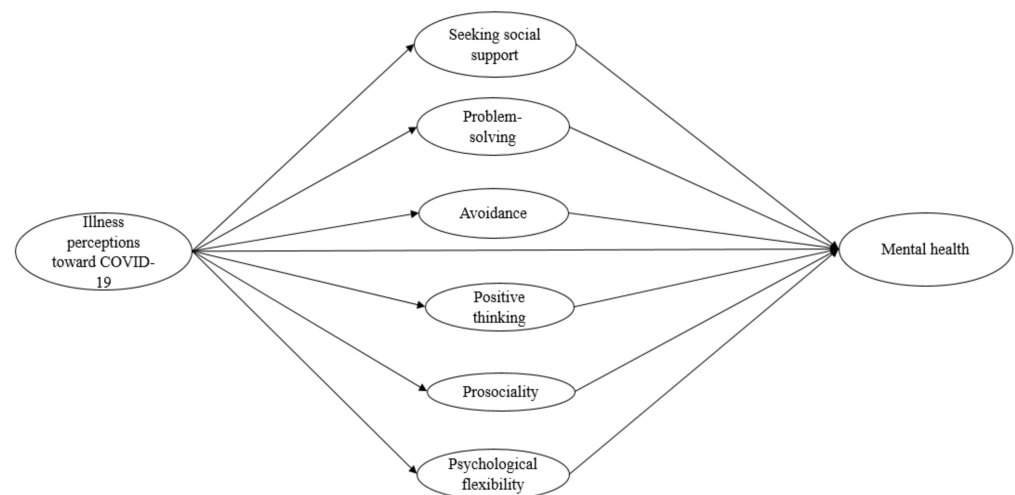 Seeking social
support
Problem-
solving
Avoidance
Illness
perceptions
toward COVID-
19
Mental health
Positive
thinking
Prosociality
Psychological
flexibility